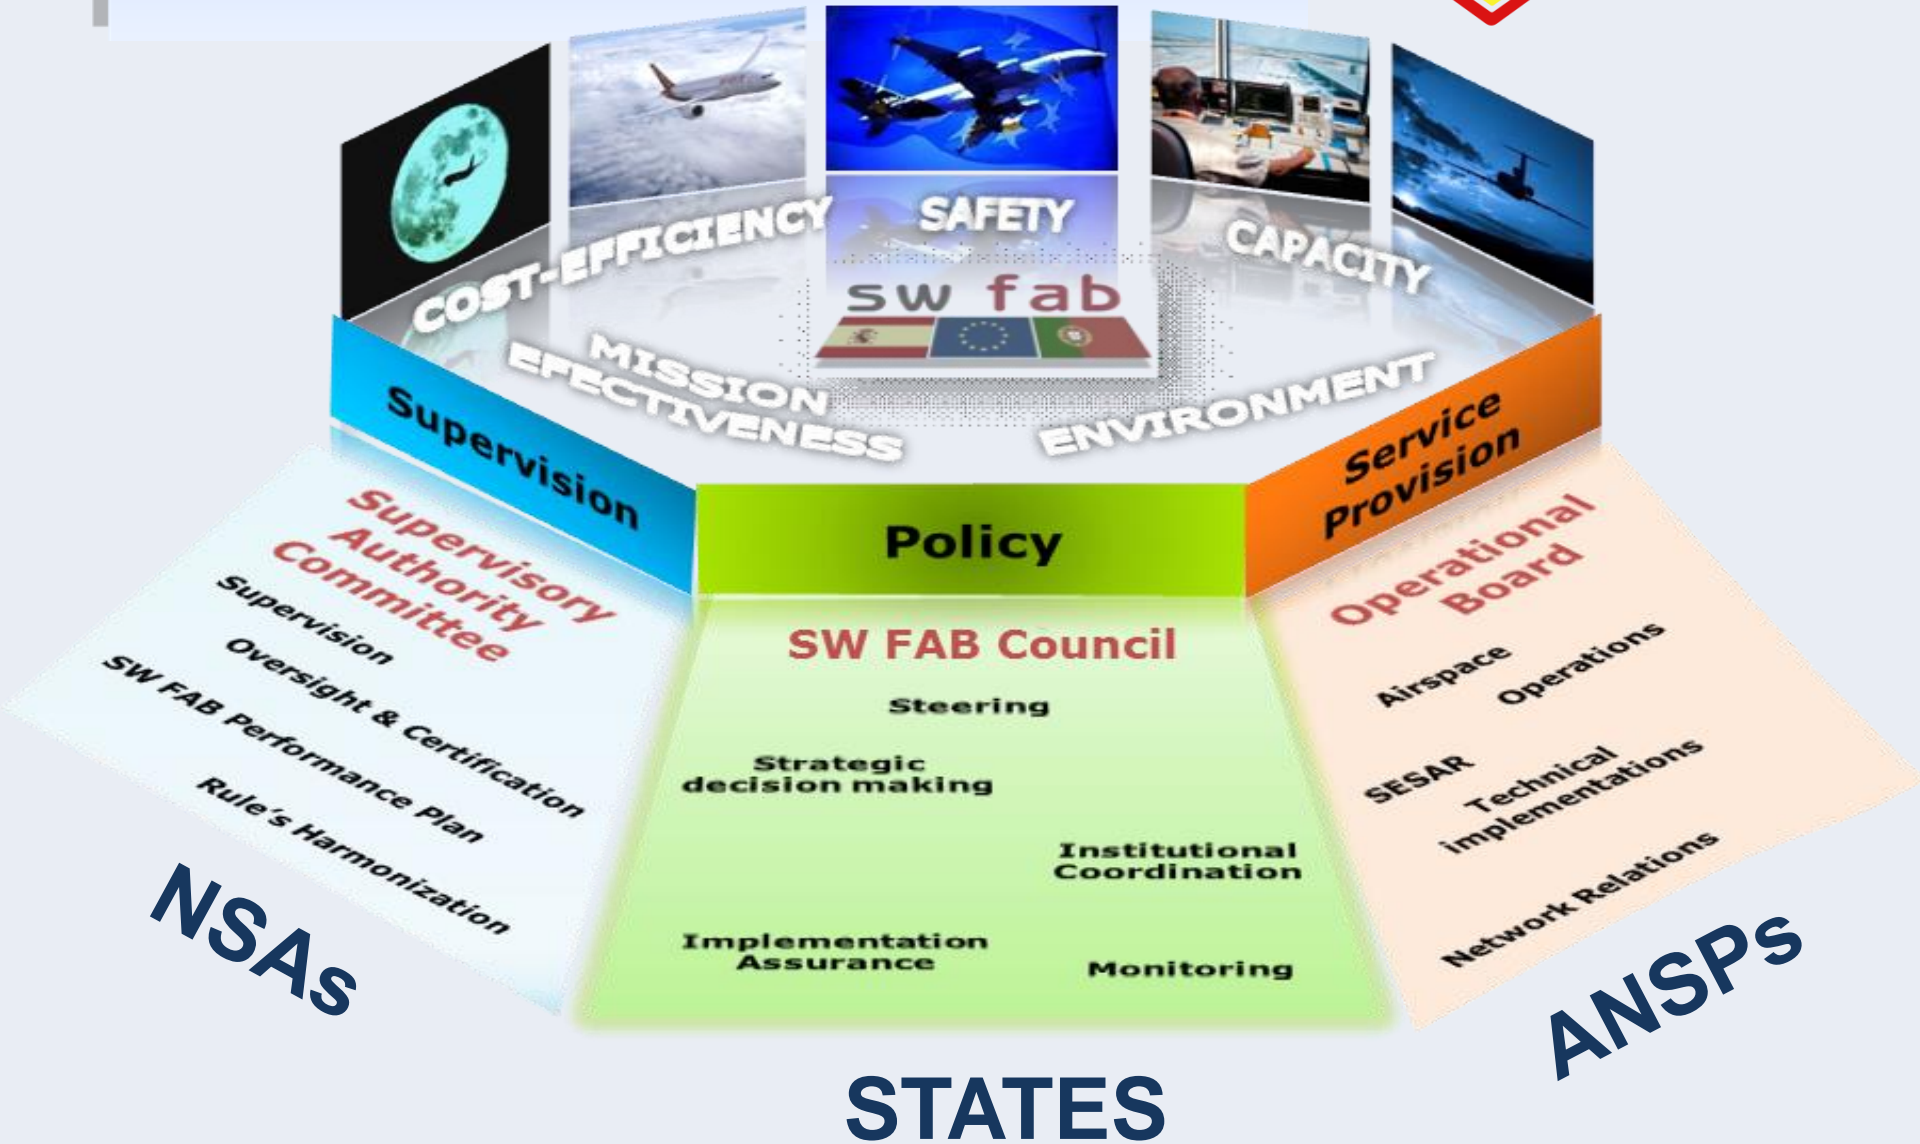 COST-EFFICIENCY
SAFETY
CAPACITY
sw fab
MISSION
EFECTIVENESS
ENVIRONMENT
Supervision
Policy
Service
Provision
Supervisory
Authority
Committee
Supervision
Oversight & Certification
SW FAB Performance Plan
Rule's Harmonization
SW FAB Council
Steering
Strategic
decision making
Institutional
Coordination
Implementation
Assurance
Monitoring
Operational
Board
Airspace
Operations
SESAR
Technical
implementations
Network Relations
NSAs
STATES
ANSPs